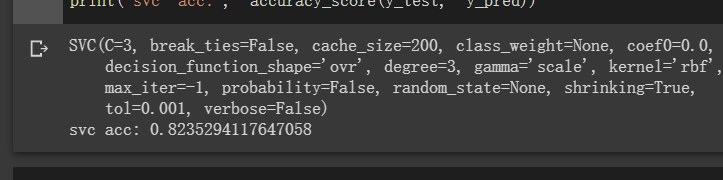 print('svc acc:', accuracy_score(y_test, y_pred))
SVC(C=3, break_ties=False, cache_size=200, class_weight=None, coef0=0.0,
decision_function_shape='ovr', degree=3, gamma='scale', kernel='rbf',
max_iter=-1, probability=False, random_state=None, shrinking=True,
tol=0.001, verbose=False)
svc acc: 0.8235294117647058